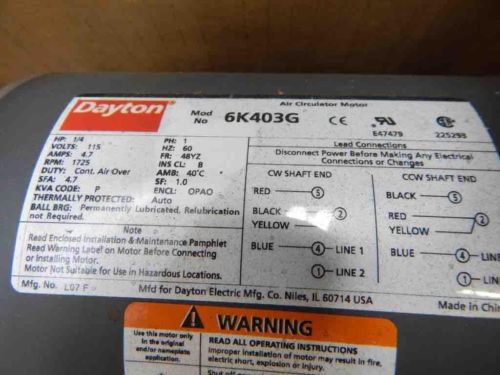 Air Circulator Motor
Dayton Mod No 6K403G CE
E47479 225253
HP: 1/4 PH: 1
VOLTS: 115 HZ: 60
AMPS: 4.7 FR: 48YZ
RPM: 1725 INS CL: B
DUTY: Cont. Air Over AMB: 40°C
SFA: 4.7 SF: 1.0
KVA CODE: P ENCL: OPAO
THERMALLY PROTECTED: Auto
BALL BRG: Permanently Lubricated, Relubrication
not Required.
Note
Read Enclosed Installation & Maintenance Pamphlet
Read Warning Label on Motor Before Connecting
or Installing Motor.
Motor Not Suitable for Use in Hazardous Locations.
Lead Connections
Disconnect Power Before Making Any Electrical
Connections or Changes
CW SHAFT END
RED 5
BLACK 2
YELLOW
BLUE 4 LINE 1
1 LINE 2
CCW SHAFT END
BLACK 5
RED 2
YELLOW
BLUE 4
1
Mfg. No. L07 F Mfd for Dayton Electric Mfg. Co. Niles, IL 60714 USA Made in Chin
WARNING
Use this motor only
in the original
and/or nameplate
application.
READ ALL OPERATING INSTRUCTIONS
Improper installation of motor may result in fire,
electric short, explosion or injury.
Shut off